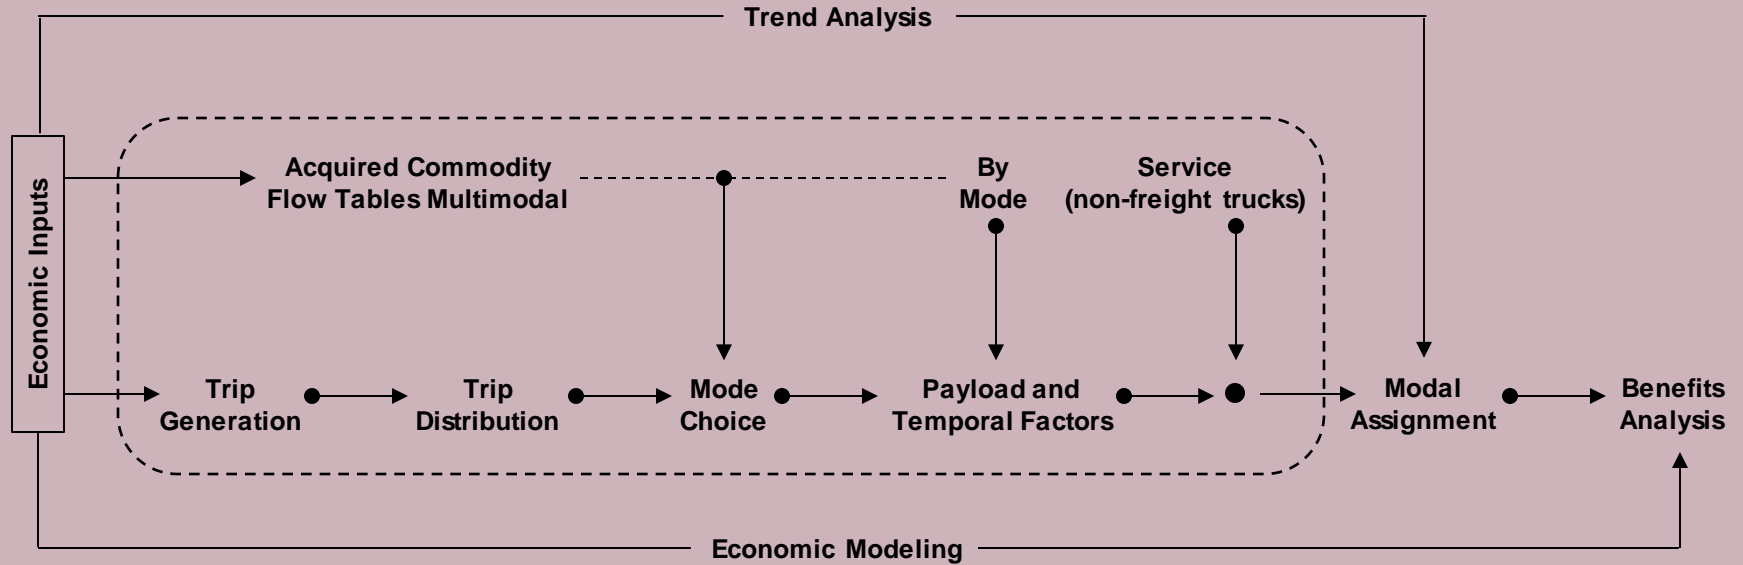 Trend Analysis
Economic Inputs
Acquired Commodity
Flow Tables Multimodal
By
Mode
Service
(non-freight trucks)
Trip
Generation
Trip
Distribution
Mode
Choice
Payload and
Temporal Factors
Modal
Assignment
Benefits
Analysis
Economic Modeling